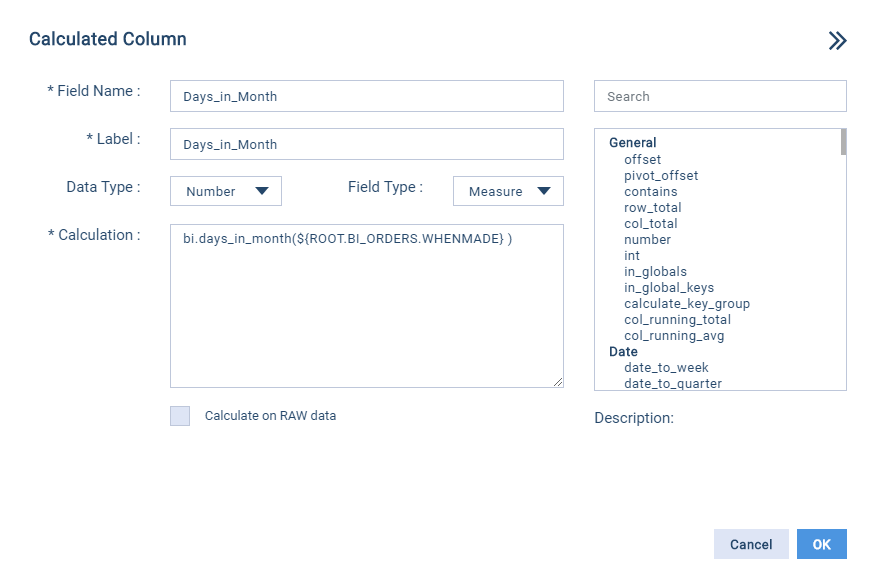 Calculated Column
* Field Name :
Days_in_Month
* Label :
Days_in_Month
Data Type :
Number
Field Type :
Measure
* Calculation :
bi.days_in_month(${ROOT.BI_ORDERS.WHENMADE} )
Calculate on RAW data
Search
General
offset
pivot_offset
contains
row_total
col_total
number
int
in_globals
in_global_keys
calculate_key_group
col_running_total
col_running_avg
Date
date_to_week
date_to_quarter
Description:
Cancel
OK